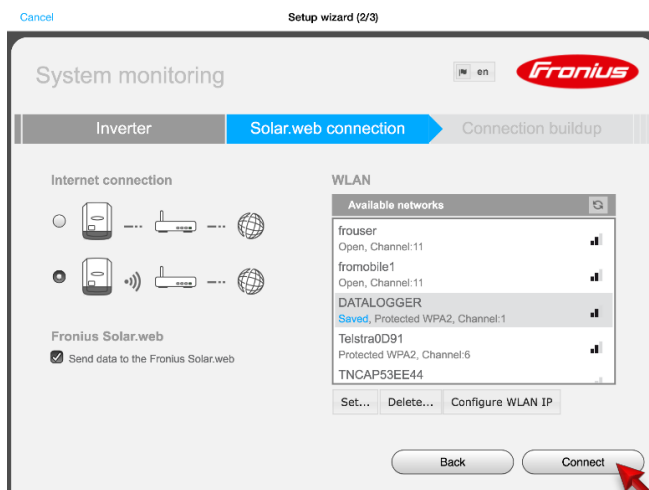 Cancel
Setup wizard (2/3)
System monitoring
en
Fronius
Inverter
Solar.web connection
Connection buildup
Internet connection
WLAN
Available networks
frouser
Open, Channel:11
fromobile1
Open, Channel:11
DATALOGGER
Saved, Protected WPA2, Channel:1
Telstra0D91
Protected WPA2, Channel:6
TNCAP53EE44
Fronius Solar.web
Send data to the Fronius Solar.web
Set...
Delete...
Configure WLAN IP
Back
Connect